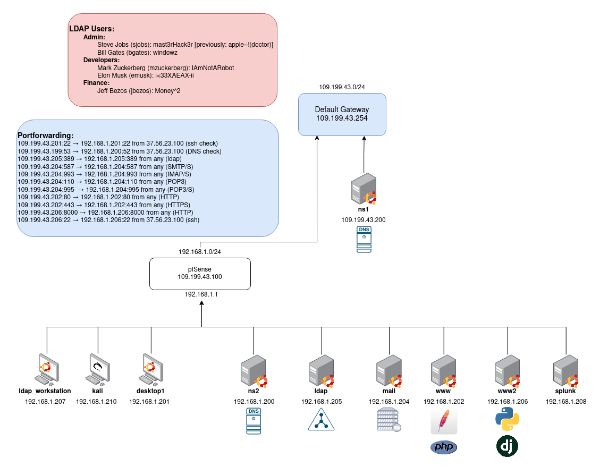 LDAP Users:
Admin:
Steve Jobs (sjobs): mast3rHack3r [previously: apple--!(doctor)]
Bill Gates (bgates): windowz
Developers:
Mark Zuckerberg (mzuckerberg): IAmNotARobot
Elon Musk (emusk): :<33XAEAX-ii
Finance:
Jeff Bezos (jbezos): Money^2
109.199.43.0/24
Default Gateway
109.199.43.254
Portforwarding:
109.199.43.201:22 → 192.168.1.201:22 from 37.56.23.100 (ssh check)
109.199.43.199:53 → 192.168.1.200:52 from 37.56.23.100 (DNS check)
109.199.43.205:389 → 192.168.1.205:389 from any (ldap)
109.199.43.204:587 → 192.168.1.204:587 from any (SMTP/S)
109.199.43.204:993 → 192.168.1.204:993 from any (IMAP/S)
109.199.43.204:110 → 192.168.1.204:110 from any (POP3)
109.199.43.204:995 → 192.168.1.204:995 from any (POP3/S)
109.199.43.202:80 → 192.168.1.202:80 from any (HTTP)
109.199.43.202:443 → 192.168.1.202:443 from any (HTTPS)
109.199.43.206:8000 → 192.168.1.206:8000 from any (HTTP)
109.199.43.206:22 → 192.168.1.206:22 from 37.56.23.100 (ssh)
ns1
109.199.43.200
DNS
192.168.1.0/24
pfSense
109.199.43.100
192.168.1.1
ldap_workstation kali desktop1 ns2 ldap mail www www2 splunk
192.168.1.207 192.168.1.210 192.168.1.201 192.168.1.200 192.168.1.205 192.168.1.204 192.168.1.202 192.168.1.206 192.168.1.208
DNS
php
dj